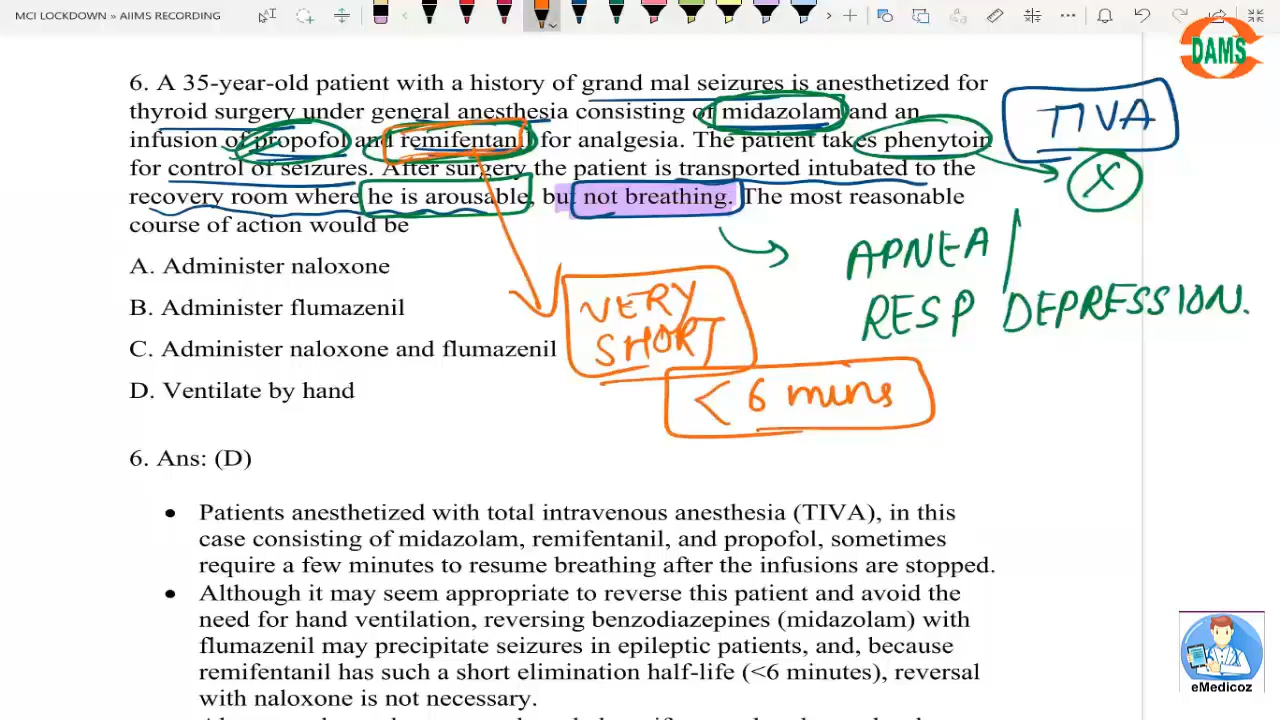 MCI LOCKDOWN » AIIMS RECORDING
DAMS
6. A 35-year-old patient with a history of grand mal seizures is anesthetized for
thyroid surgery under general anesthesia consisting of midazolam and an
infusion of propofol and remifentanil for analgesia. The patient takes phenytoin
for control of seizures. After surgery the patient is transported intubated to the
recovery room where he is arousable, but not breathing. The most reasonable
course of action would be
TIVA
X
APNEA
RESP DEPRESSION.
A. Administer naloxone
B. Administer flumazenil
C. Administer naloxone and flumazenil
D. Ventilate by hand
VERY
SHORT
< 6 mins
6. Ans: (D)
• Patients anesthetized with total intravenous anesthesia (TIVA), in this
case consisting of midazolam, remifentanil, and propofol, sometimes
require a few minutes to resume breathing after the infusions are stopped.
• Although it may seem appropriate to reverse this patient and avoid the
need for hand ventilation, reversing benzodiazepines (midazolam) with
flumazenil may precipitate seizures in epileptic patients, and, because
remifentanil has such a short elimination half-life (<6 minutes), reversal
with naloxone is not necessary.
eMedicoz